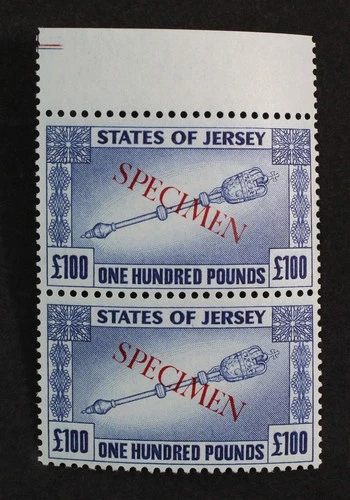 STATES OF JERSEY
SPECIMEN
£100 ONE HUNDRED POUNDS £100
STATES OF JERSEY
SPECIMEN
£100 ONE HUNDRED POUNDS £100